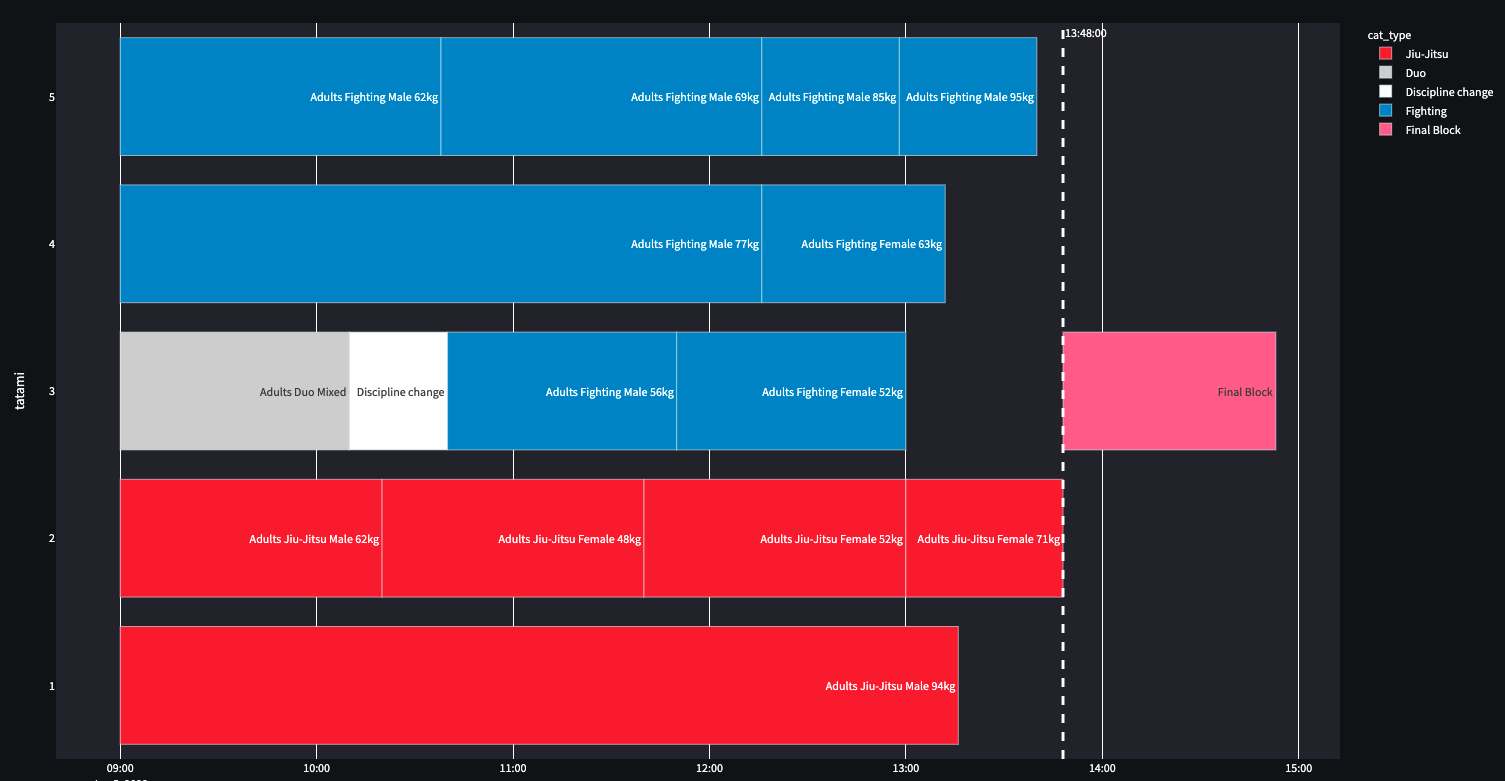 13:48:00
cat_type
Jiu-Jitsu
Duo
Discipline change
Fighting
Final Block
5
Adults Fighting Male 62kg
Adults Fighting Male 69kg
Adults Fighting Male 85kg
Adults Fighting Male 95kg
4
Adults Fighting Male 77kg
Adults Fighting Female 63kg
tatami
3
Adults Duo Mixed
Discipline change
Adults Fighting Male 56kg
Adults Fighting Female 52kg
Final Block
2
Adults Jiu-Jitsu Male 62kg
Adults Jiu-Jitsu Female 48kg
Adults Jiu-Jitsu Female 52kg
Adults Jiu-Jitsu Female 71kg
1
Adults Jiu-Jitsu Male 94kg
09:00
10:00
11:00
12:00
13:00
14:00
15:00